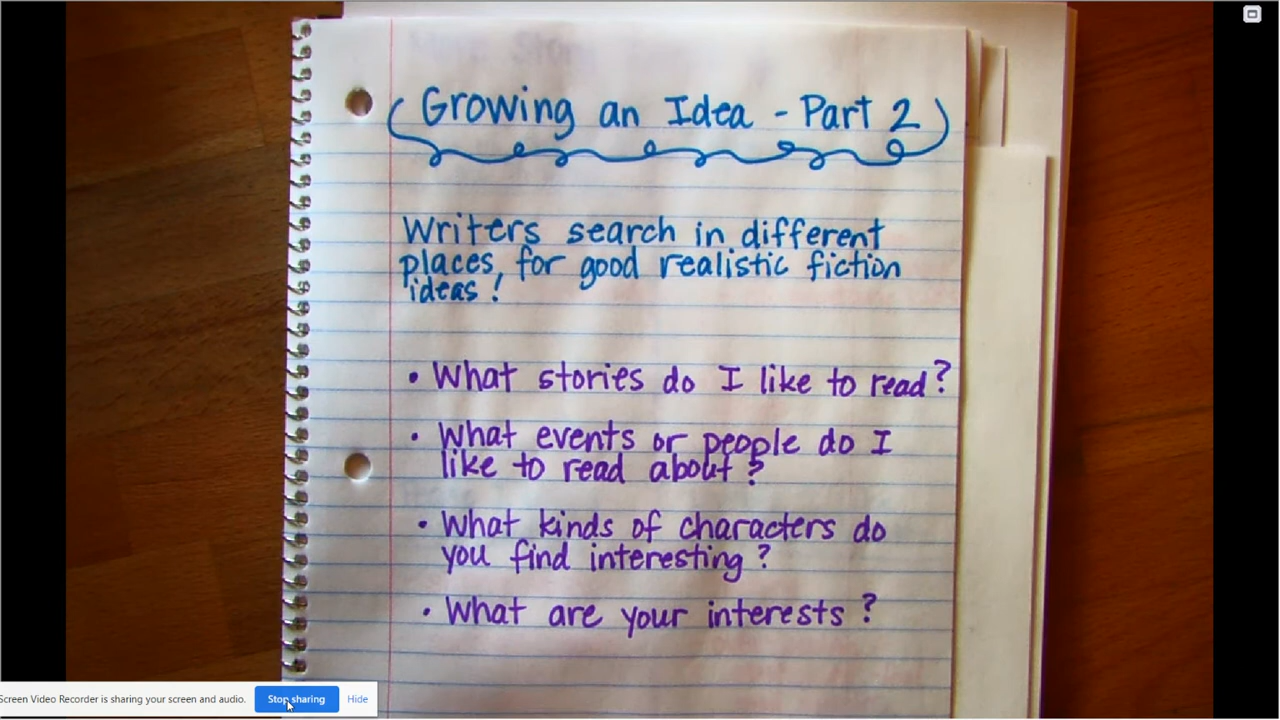 Growing an Idea - Part 2
Writers search in different
places, for good realistic fiction
ideas!
• What stories do I like to read?
• What events or people do I
like to read about?
• What kinds of characters do
you find interesting?
• What are your interests?
Screen Video Recorder is sharing your screen and audio. Stop sharing Hide